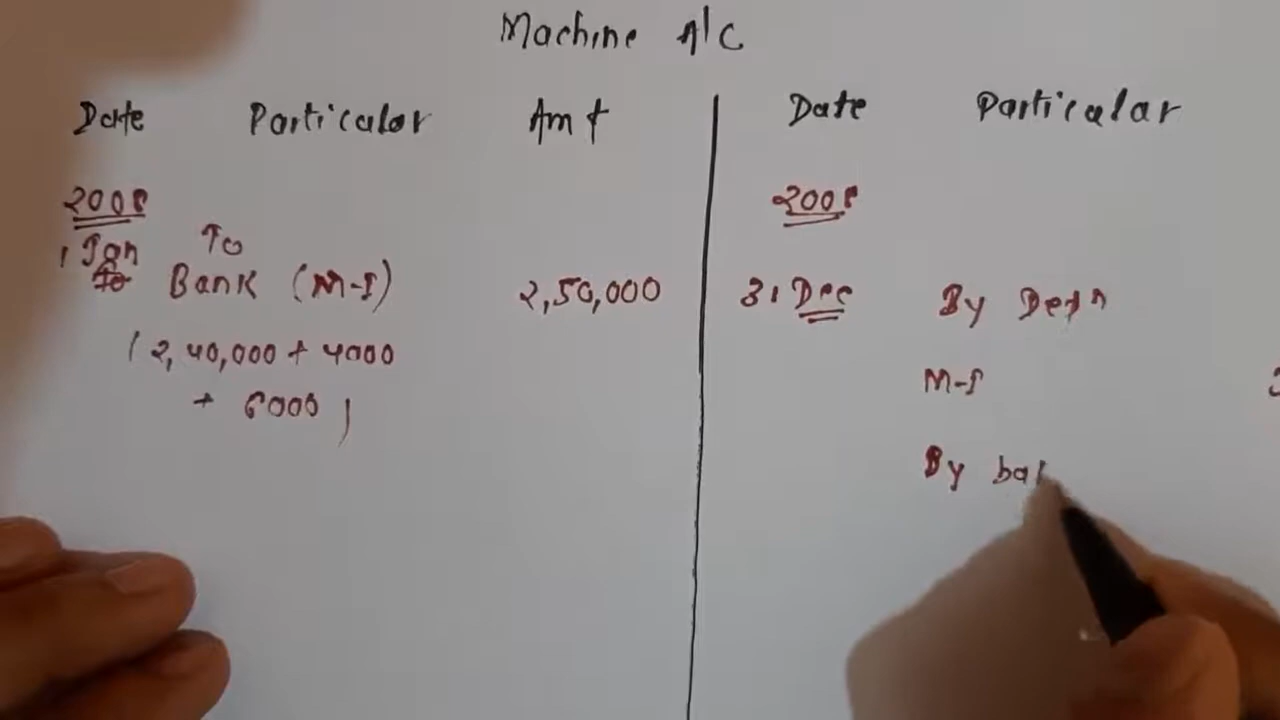 Machine A/C
Date Particular Amt Date Particular
2008 2008
1 Jan To
To Bank (M-I) 2,50,000 31 Dec By Depn
(2,40,000 + 4000 M-I
+ 6000) By bal